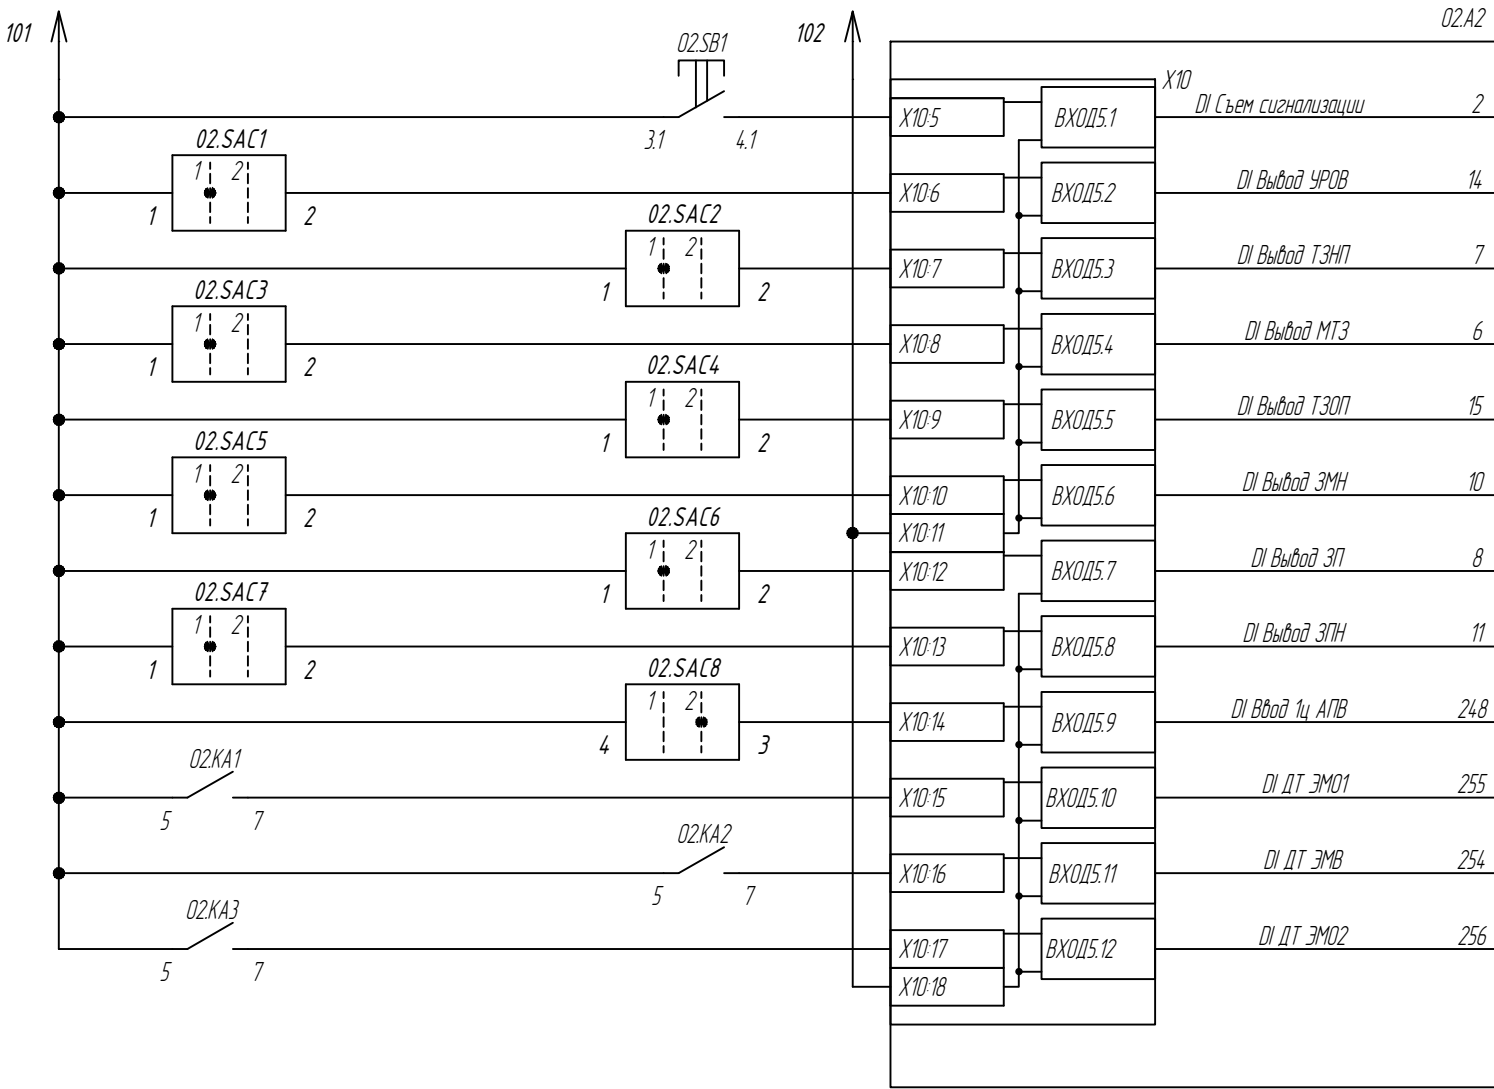 101
102
02.A2
02.SB1
X10
X10:5
ВХОД5.1
DI Съем сигнализации
2
3.1
4.1
02.SAC1
1
2
1
2
X10:6
ВХОД5.2
DI Вывод УРОВ
14
02.SAC2
1
2
1
2
X10:7
ВХОД5.3
DI Вывод ТЗНП
7
02.SAC3
1
2
1
2
X10:8
ВХОД5.4
DI Вывод МТЗ
6
02.SAC4
1
2
1
2
X10:9
ВХОД5.5
DI Вывод ТЗОП
15
02.SAC5
1
2
1
2
X10:10
ВХОД5.6
DI Вывод ЗМН
10
X10:11
02.SAC6
1
2
1
2
X10:12
ВХОД5.7
DI Вывод ЗП
8
02.SAC7
1
2
1
2
X10:13
ВХОД5.8
DI Вывод ЗПН
11
02.SAC8
1
2
4
3
X10:14
ВХОД5.9
DI Ввод 1ц АПВ
248
02.KA1
5
7
X10:15
ВХОД5.10
DI ДТ ЭМО1
255
02.KA2
5
7
X10:16
ВХОД5.11
DI ДТ ЭМВ
254
02.KA3
5
7
X10:17
ВХОД5.12
DI ДТ ЭМО2
256
X10:18